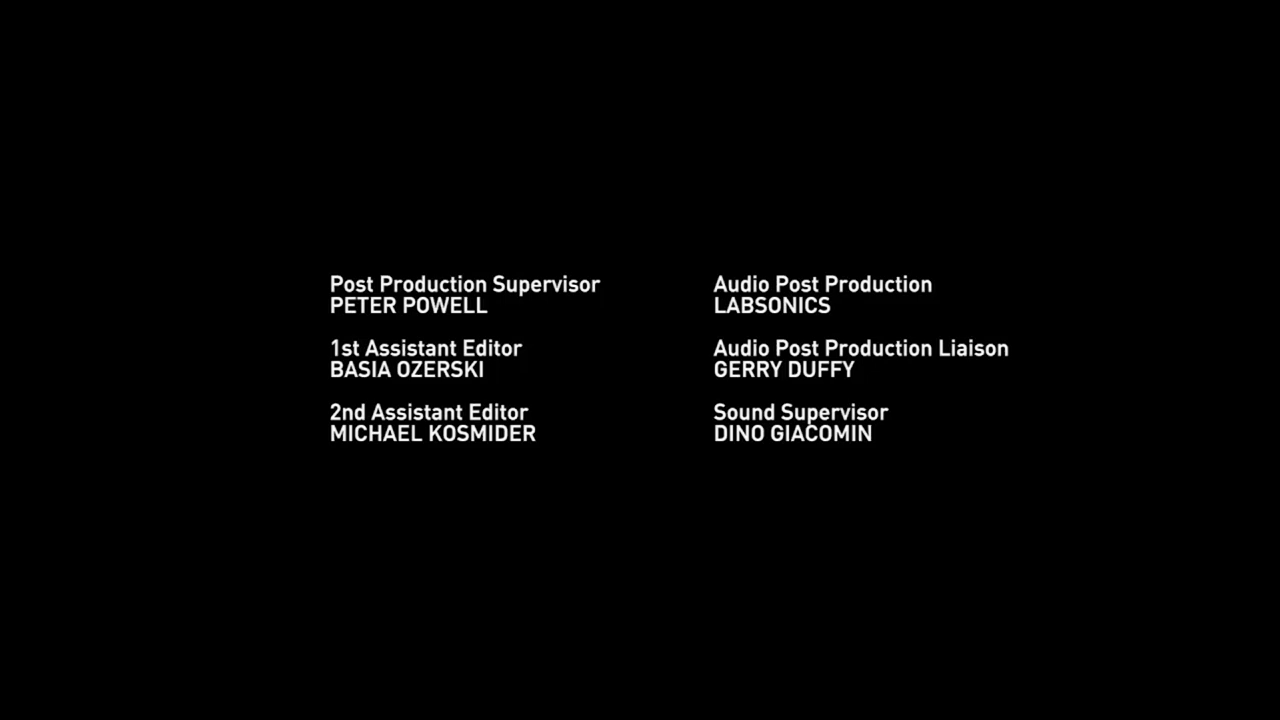 Post Production Supervisor
PETER POWELL
1st Assistant Editor
BASIA OZERSKI
2nd Assistant Editor
MICHAEL KOSMIDER
Audio Post Production
LABSONICS
Audio Post Production Liaison
GERRY DUFFY
Sound Supervisor
DINO GIACOMIN